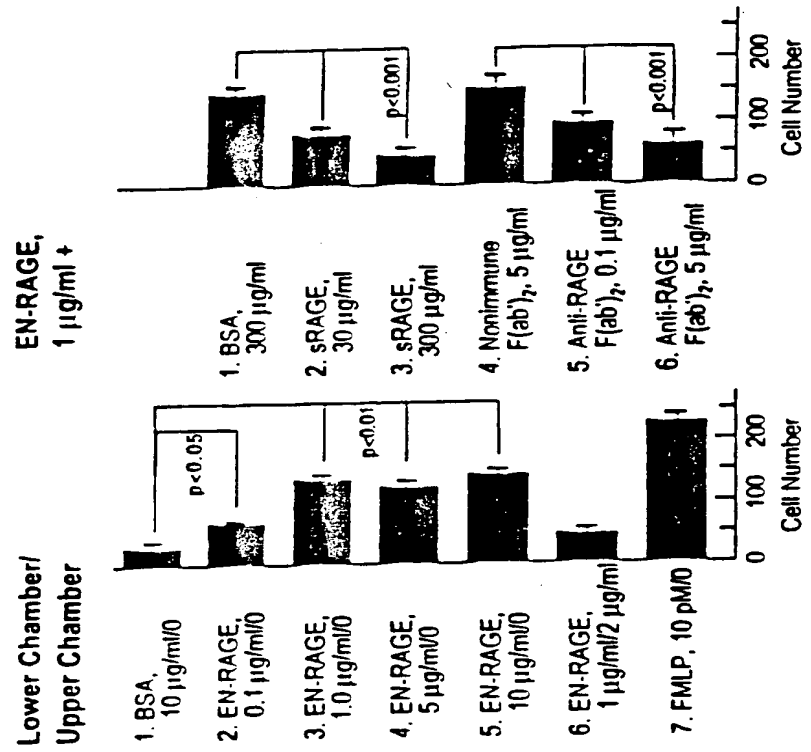 Lower Chamber/
Upper Chamber
1. BSA,
10 µg/ml/0
2. EN-RAGE,
0.1 µg/ml/0
3. EN-RAGE,
1.0 µg/ml/0
4. EN-RAGE,
5 µg/ml/0
5. EN-RAGE,
10 µg/ml/0
6. EN-RAGE,
1 µg/ml/2 µg/ml
7. FMLP, 10 pM/0
p<0.05
p<0.01
0 100 200
Cell Number
EN-RAGE,
1 µg/ml +
1. BSA,
300 µg/ml
2. sRAGE,
30 µg/ml
3. sRAGE,
300 µg/ml
4. Nonimmune
F(ab')₂, 5 µg/ml
5. Anti-RAGE
F(ab')₂, 0.1 µg/ml
6. Anti-RAGE
F(ab')₂, 5 µg/ml
p<0.001
p<0.001
0 100 200
Cell Number